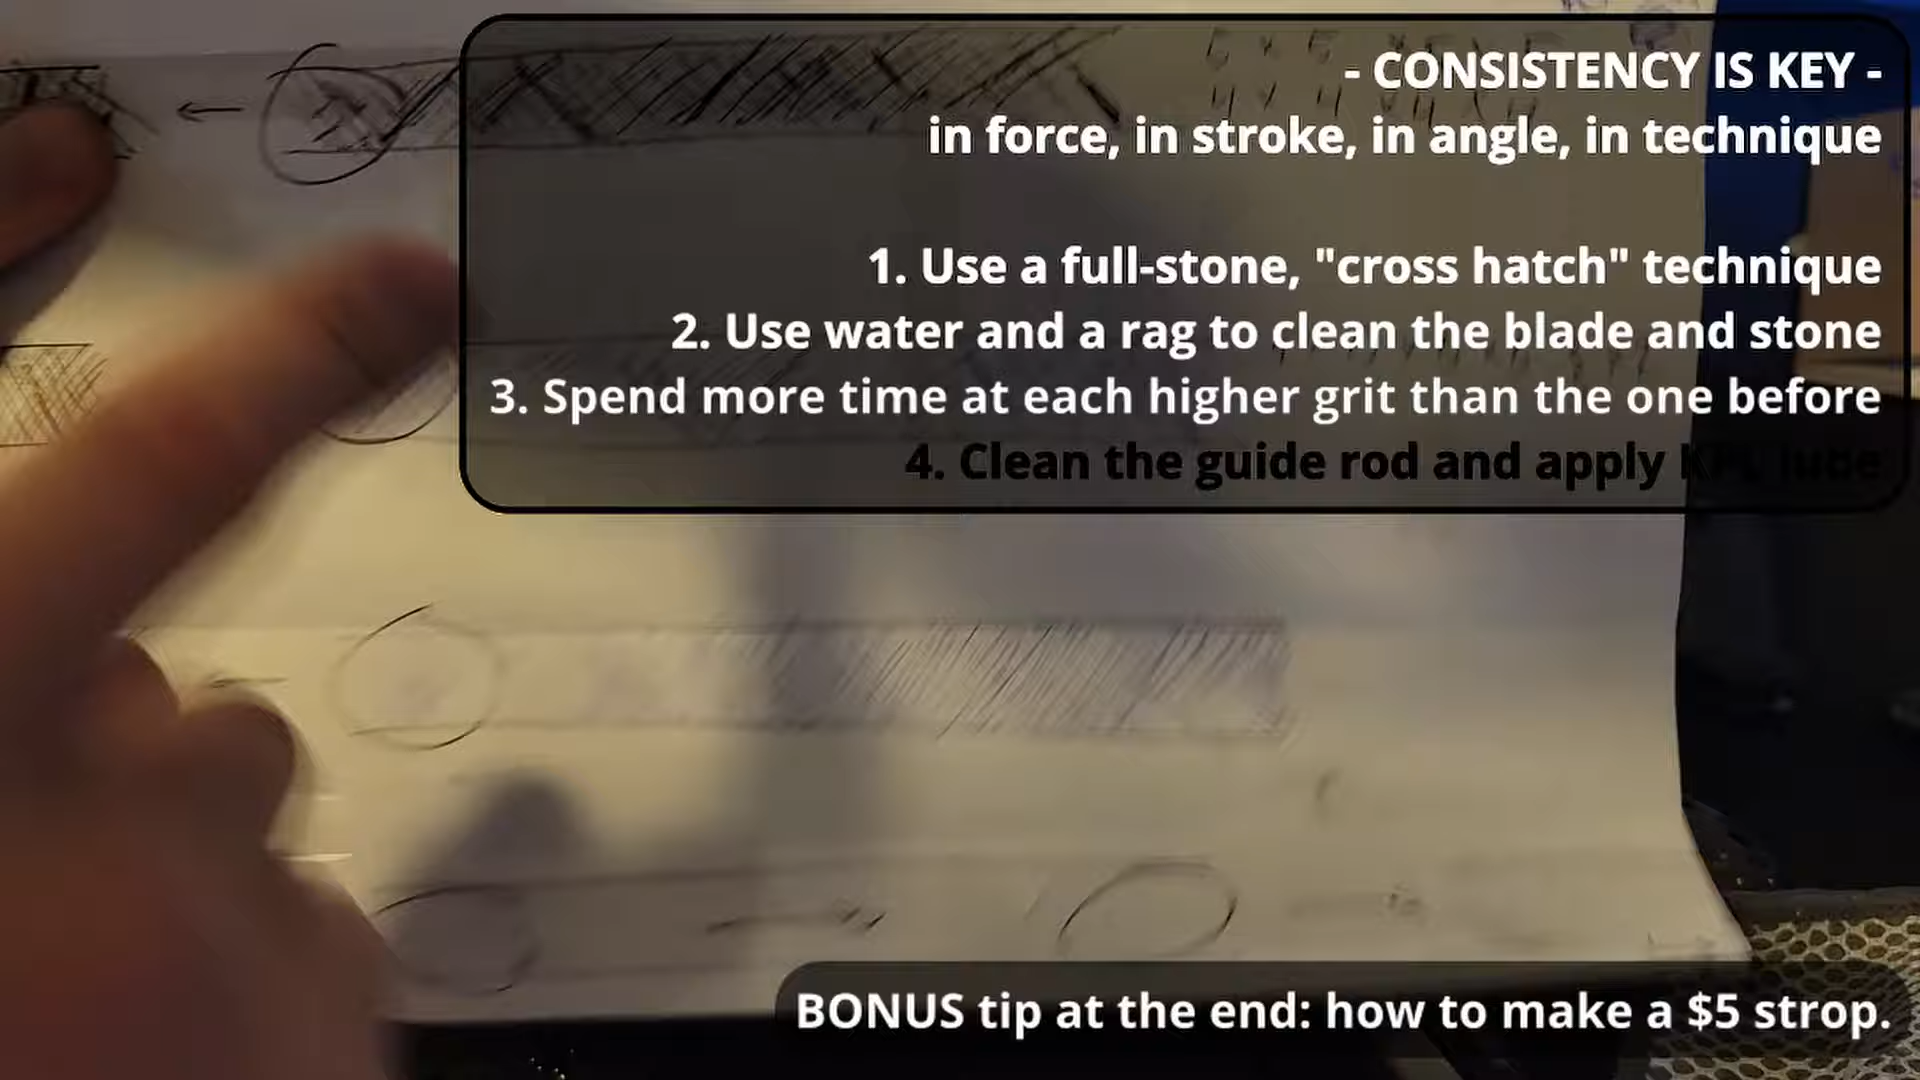 - CONSISTENCY IS KEY -
in force, in stroke, in angle, in technique
1. Use a full-stone, "cross hatch" technique
2. Use water and a rag to clean the blade and stone
3. Spend more time at each higher grit than the one before
4. Clean the guide rod and apply KPL lube
BONUS tip at the end: how to make a $5 strop.